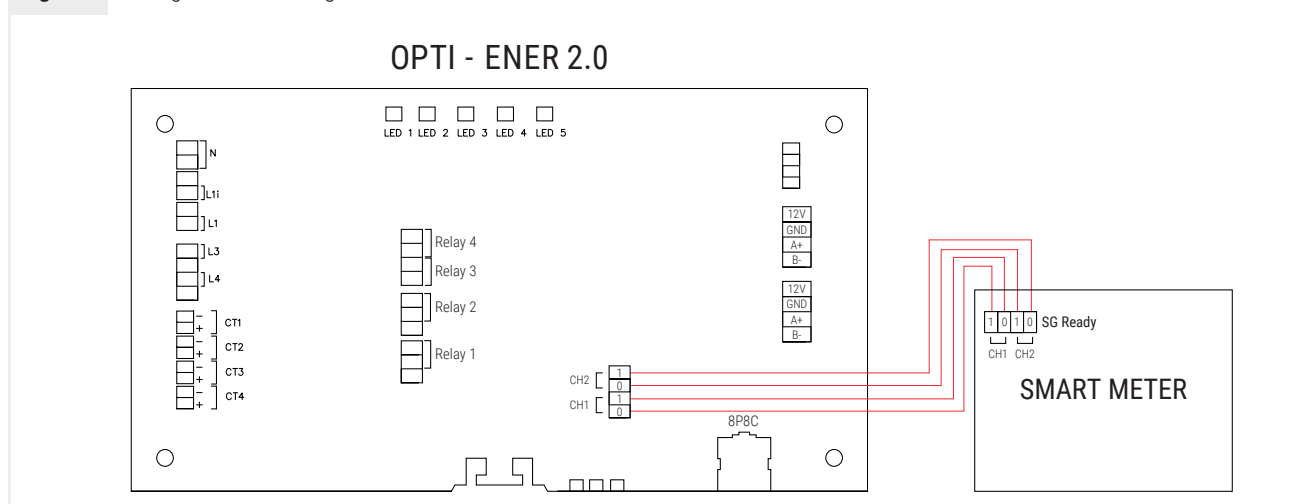 OPTI - ENER 2.0
LED 1 LED 2 LED 3 LED 4 LED 5
N
L1i
L1
L3
L4
- + CT1
- + CT2
- + CT3
- + CT4
Relay 4
Relay 3
Relay 2
Relay 1
12V
GND
A+
B-
12V
GND
A+
B-
CH2 1
0
CH1 1
0
8P8C
1 0 1 0 SG Ready
CH1 CH2
SMART METER